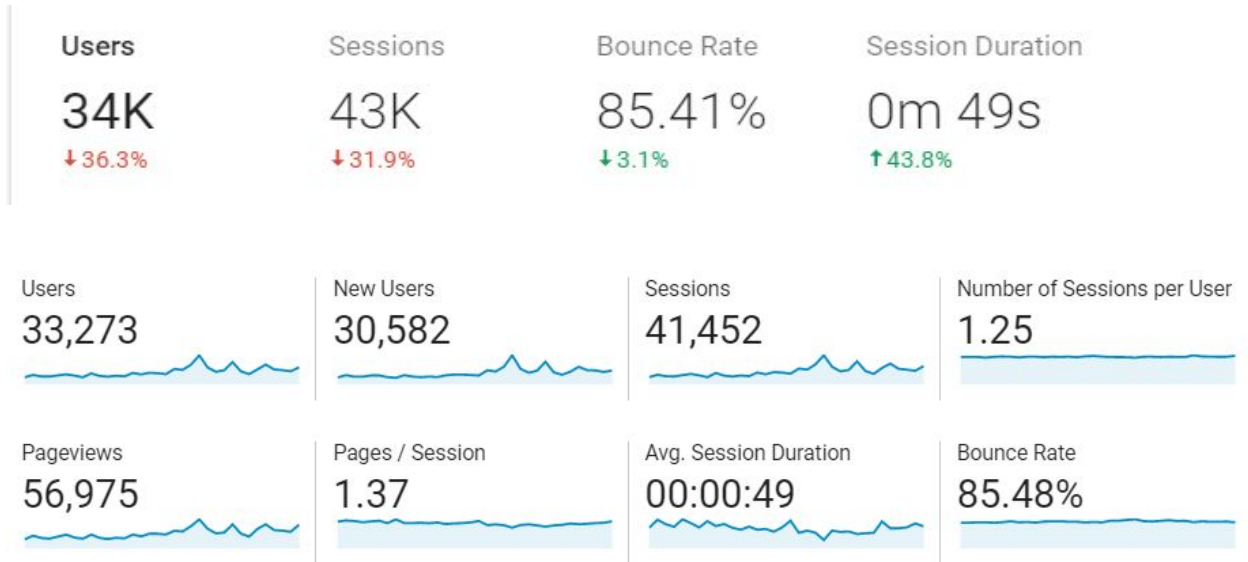 Users Sessions Bounce Rate Session Duration
34K 43K 85.41% 0m 49s
↓36.3% ↓31.9% ↓3.1% ↑43.8%
Users New Users Sessions Number of Sessions per User
33,273 30,582 41,452 1.25
Pageviews Pages / Session Avg. Session Duration Bounce Rate
56,975 1.37 00:00:49 85.48%